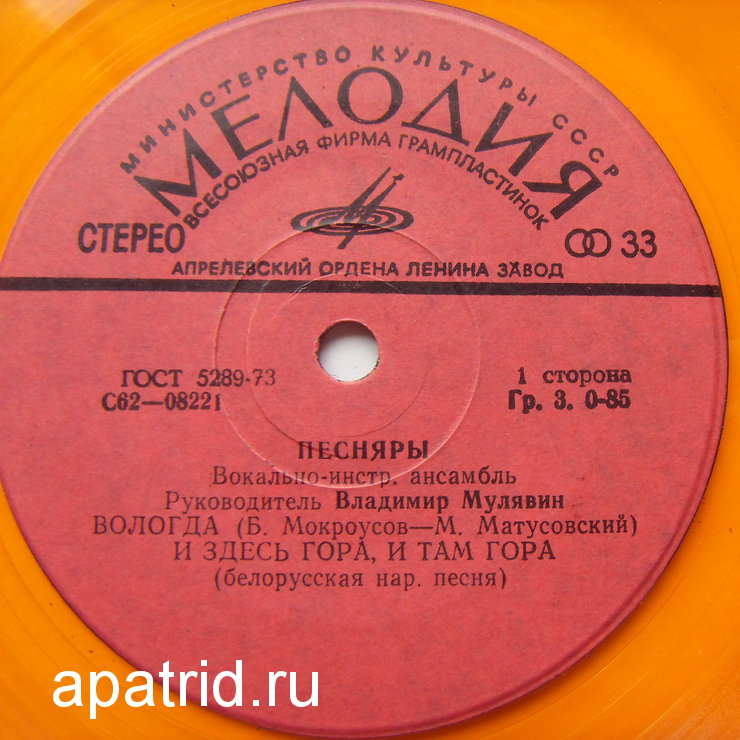 МИНИСТЕРСТВО КУЛЬТУРЫ СССР
МЕЛОДИЯ
ВСЕСОЮЗНАЯ ФИРМА ГРАМПЛАСТИНОК
СТЕРЕО 33
АПРЕЛЕВСКИЙ ОРДЕНА ЛЕНИНА ЗАВОД
ГОСТ 5289-73 1 сторона
С62—08221 Гр. 3. 0-85
ПЕСНЯРЫ
Вокально-инстр. ансамбль
Руководитель Владимир Мулявин
ВОЛОГДА (Б. Мокроусов—М. Матусовский)
И ЗДЕСЬ ГОРА, И ТАМ ГОРА
(белорусская нар. песня)
apatrid.ru